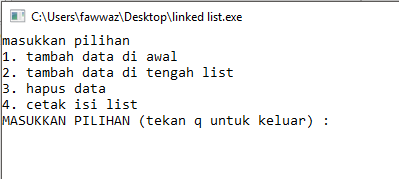 C:\Users\fawwaz\Desktop\linked list.exe
masukkan pilihan
1. tambah data di awal
2. tambah data di tengah list
3. hapus data
4. cetak isi list
MASUKKAN PILIHAN (tekan q untuk keluar) :